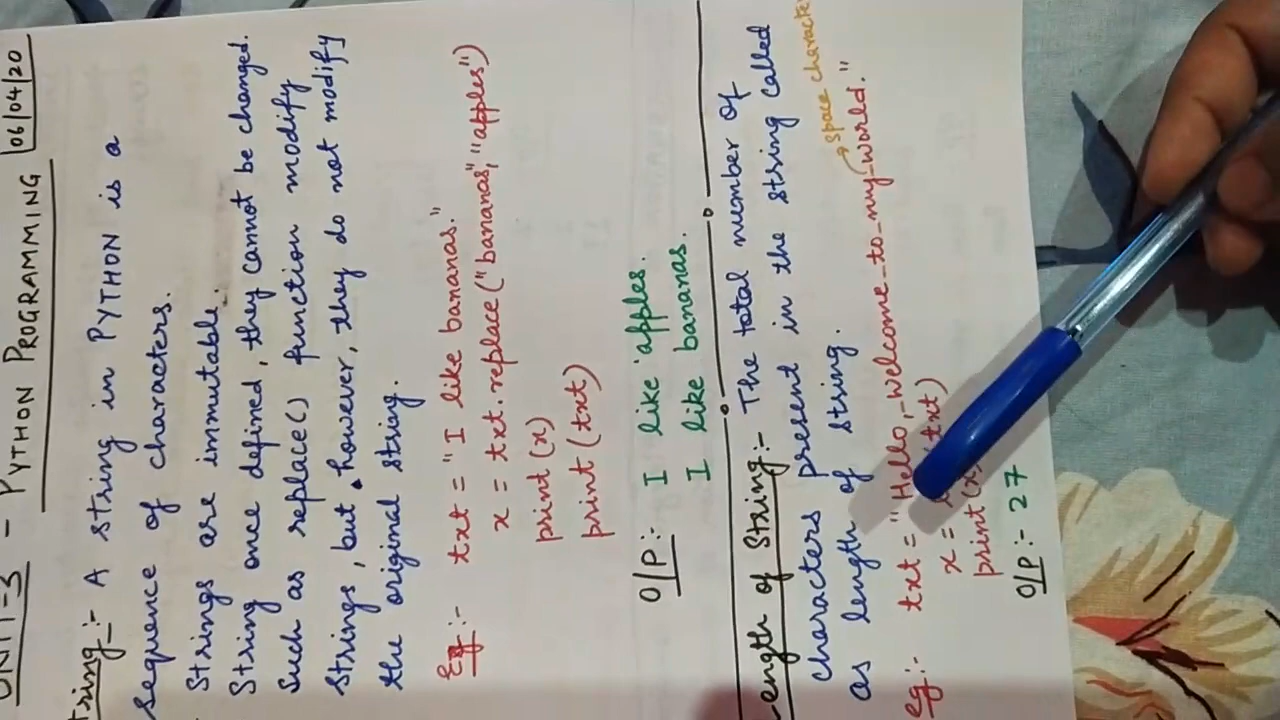 UNIT-3 - PYTHON PROGRAMMING 06/04/20
tring :- A string in PYTHON is a
sequence of characters.
Strings are immutable.
String once defined, they cannot be changed.
Such as replace() function modify
strings, but however, they do not modify
the original string.
Eg:- txt = "I like bananas."
x = txt.replace("bananas","apples")
print(x)
print(txt)
O/P:- I like apples.
I like bananas.
ength of String:- The total number of
characters present in the string called
as length of string.
space characte
eg:- txt = "Hello,-welcome-to-my-world."
x = txt)
print(x)
O/P:- 27